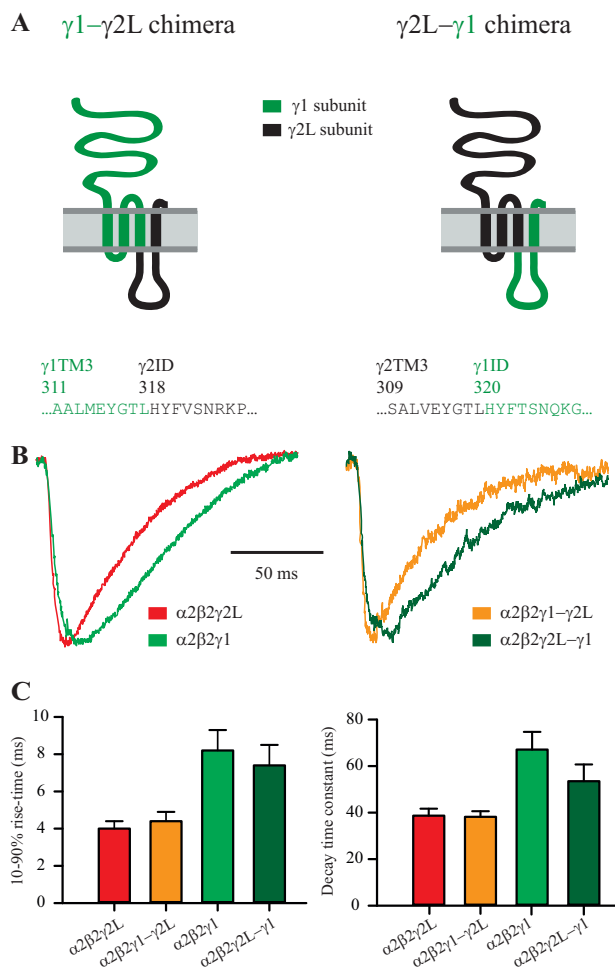 A γ1–γ2L chimera γ2L–γ1 chimera
γ1 subunit
γ2L subunit
γ1TM3 γ2ID
311 318
...AALMEYGTLHYFVSNRKP...
γ2TM3 γ1ID
309 320
...SALVEYGTLHYFTSNQKG...
B
50 ms
α2β2γ2L
α2β2γ1
α2β2γ1–γ2L
α2β2γ2L–γ1
C
10-90% rise-time (ms)
10
8
6
4
2
0
α2β2γ2L
α2β2γ1–γ2L
α2β2γ1
α2β2γ2L–γ1
Decay time constant (ms)
80
60
40
20
0
α2β2γ2L
α2β2γ1–γ2L
α2β2γ1
α2β2γ2L–γ1